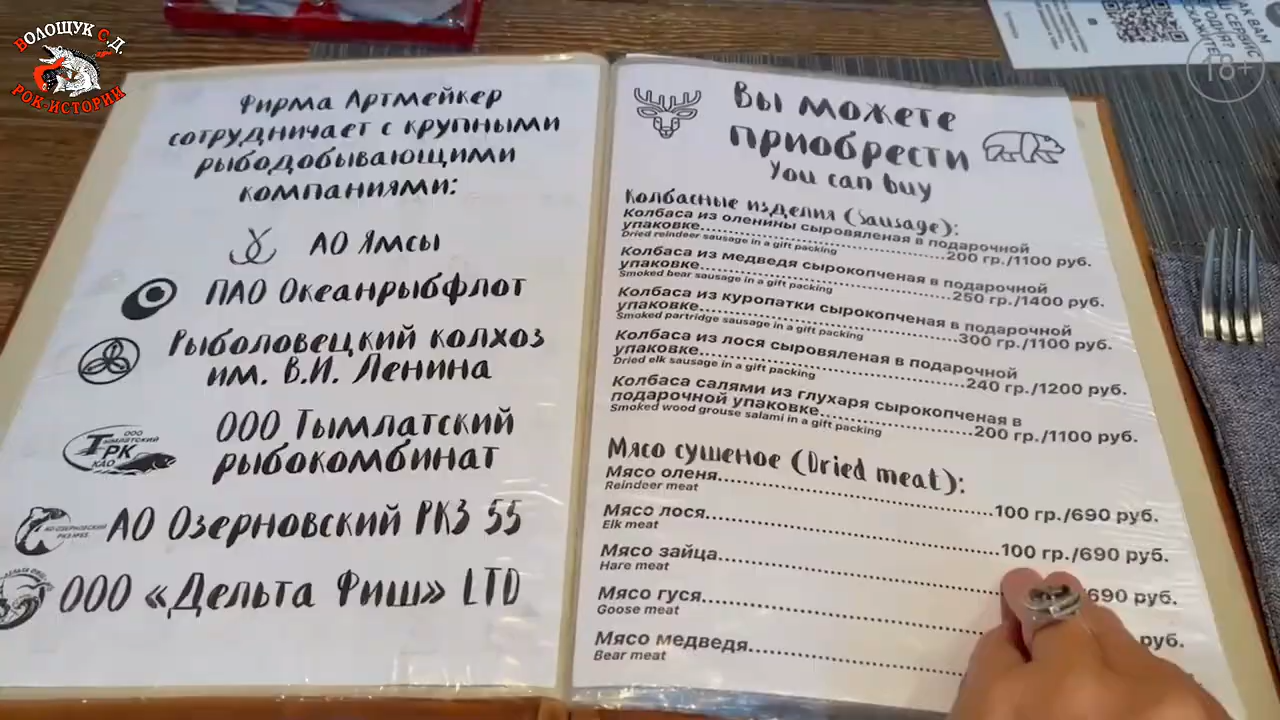 ВОЛОЩУК С.Д.
РОК-ИСТОРИИ
18+
Фирма Артмейкер
сотрудничает с крупными
рыбодобывающими
компаниями:
АО Ямсы
ПАО Океанрыбфлот
Рыболовецкий колхоз
им. В.И. Ленина
ООО Тымлатский
рыбокомбинат
ООО
ТЫМЛАТСКИЙ
ТРК
АО Озерновский РКЗ 55
ООО «Дельта Фиш» LTD
Вы можете
приобрести
You can buy
Колбасные изделия (Sausage):
Колбаса из оленины сыровяленая в подарочной
упаковке..........200 гр./1100 руб.
Dried reindeer sausage in a gift packing
Колбаса из медведя сырокопченая в подарочной
упаковке..........250 гр./1400 руб.
Smoked bear sausage in a gift packing
Колбаса из куропатки сырокопченая в подарочной
упаковке..........300 гр./1100 руб.
Smoked partridge sausage in a gift packing
Колбаса из лося сыровяленая в подарочной
упаковке..........240 гр./1200 руб.
Dried elk sausage in a gift packing
Колбаса салями из глухаря сырокопченая в
подарочной упаковке..........200 гр./1100 руб.
Smoked wood grouse salami in a gift packing
Мясо сушеное (Dried meat):
Мясо оленя..........100 гр./690 руб.
Reindeer meat
Мясо лося..........100 гр./690 руб.
Elk meat
Мясо зайца.......... /690 руб.
Hare meat
Мясо гуся.......... руб.
Goose meat
Мясо медведя..........
Bear meat